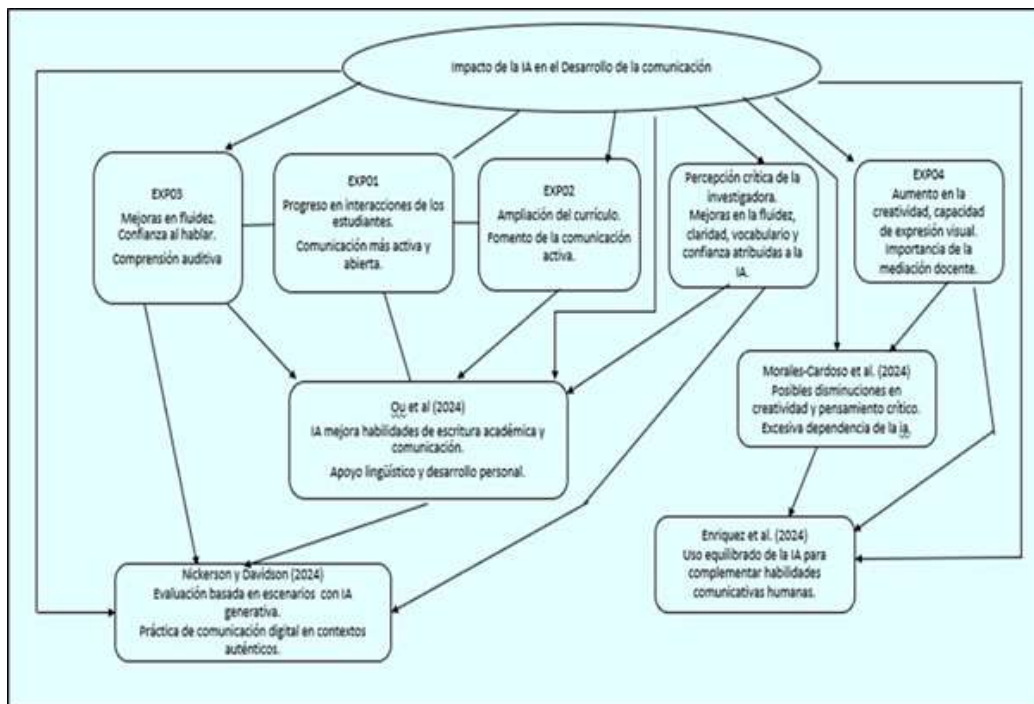 Impacto de la IA en el Desarrollo de la comunicación
EXP03
Mejoras en fluidez.
Confianza al hablar.
Comprensión auditiva
EXP01
Progreso en interacciones de los
estudiantes.
Comunicación más activa y
abierta.
EXP02
Ampliación del currículo.
Fomento de la comunicación
activa.
Percepción crítica de la
investigadora.
Mejoras en la fluidez,
claridad, vocabulario y
confianza atribuidas a la
IA.
EXP04
Aumento en la
creatividad, capacidad
de expresión visual.
Importancia de la
mediación docente.
Ou et al (2024)
IA mejora habilidades de escritura académica y
comunicación.
Apoyo lingüístico y desarrollo personal.
Morales-Cardoso et al. (2024)
Posibles disminuciones en
creatividad y pensamiento crítico.
Excesiva dependencia de la ia.
Nickerson y Davidson (2024)
Evaluación basada en escenarios con IA
generativa.
Práctica de comunicación digital en contextos
auténticos.
Enriquez et al. (2024)
Uso equilibrado de la IA para
complementar habilidades
comunicativas humanas.